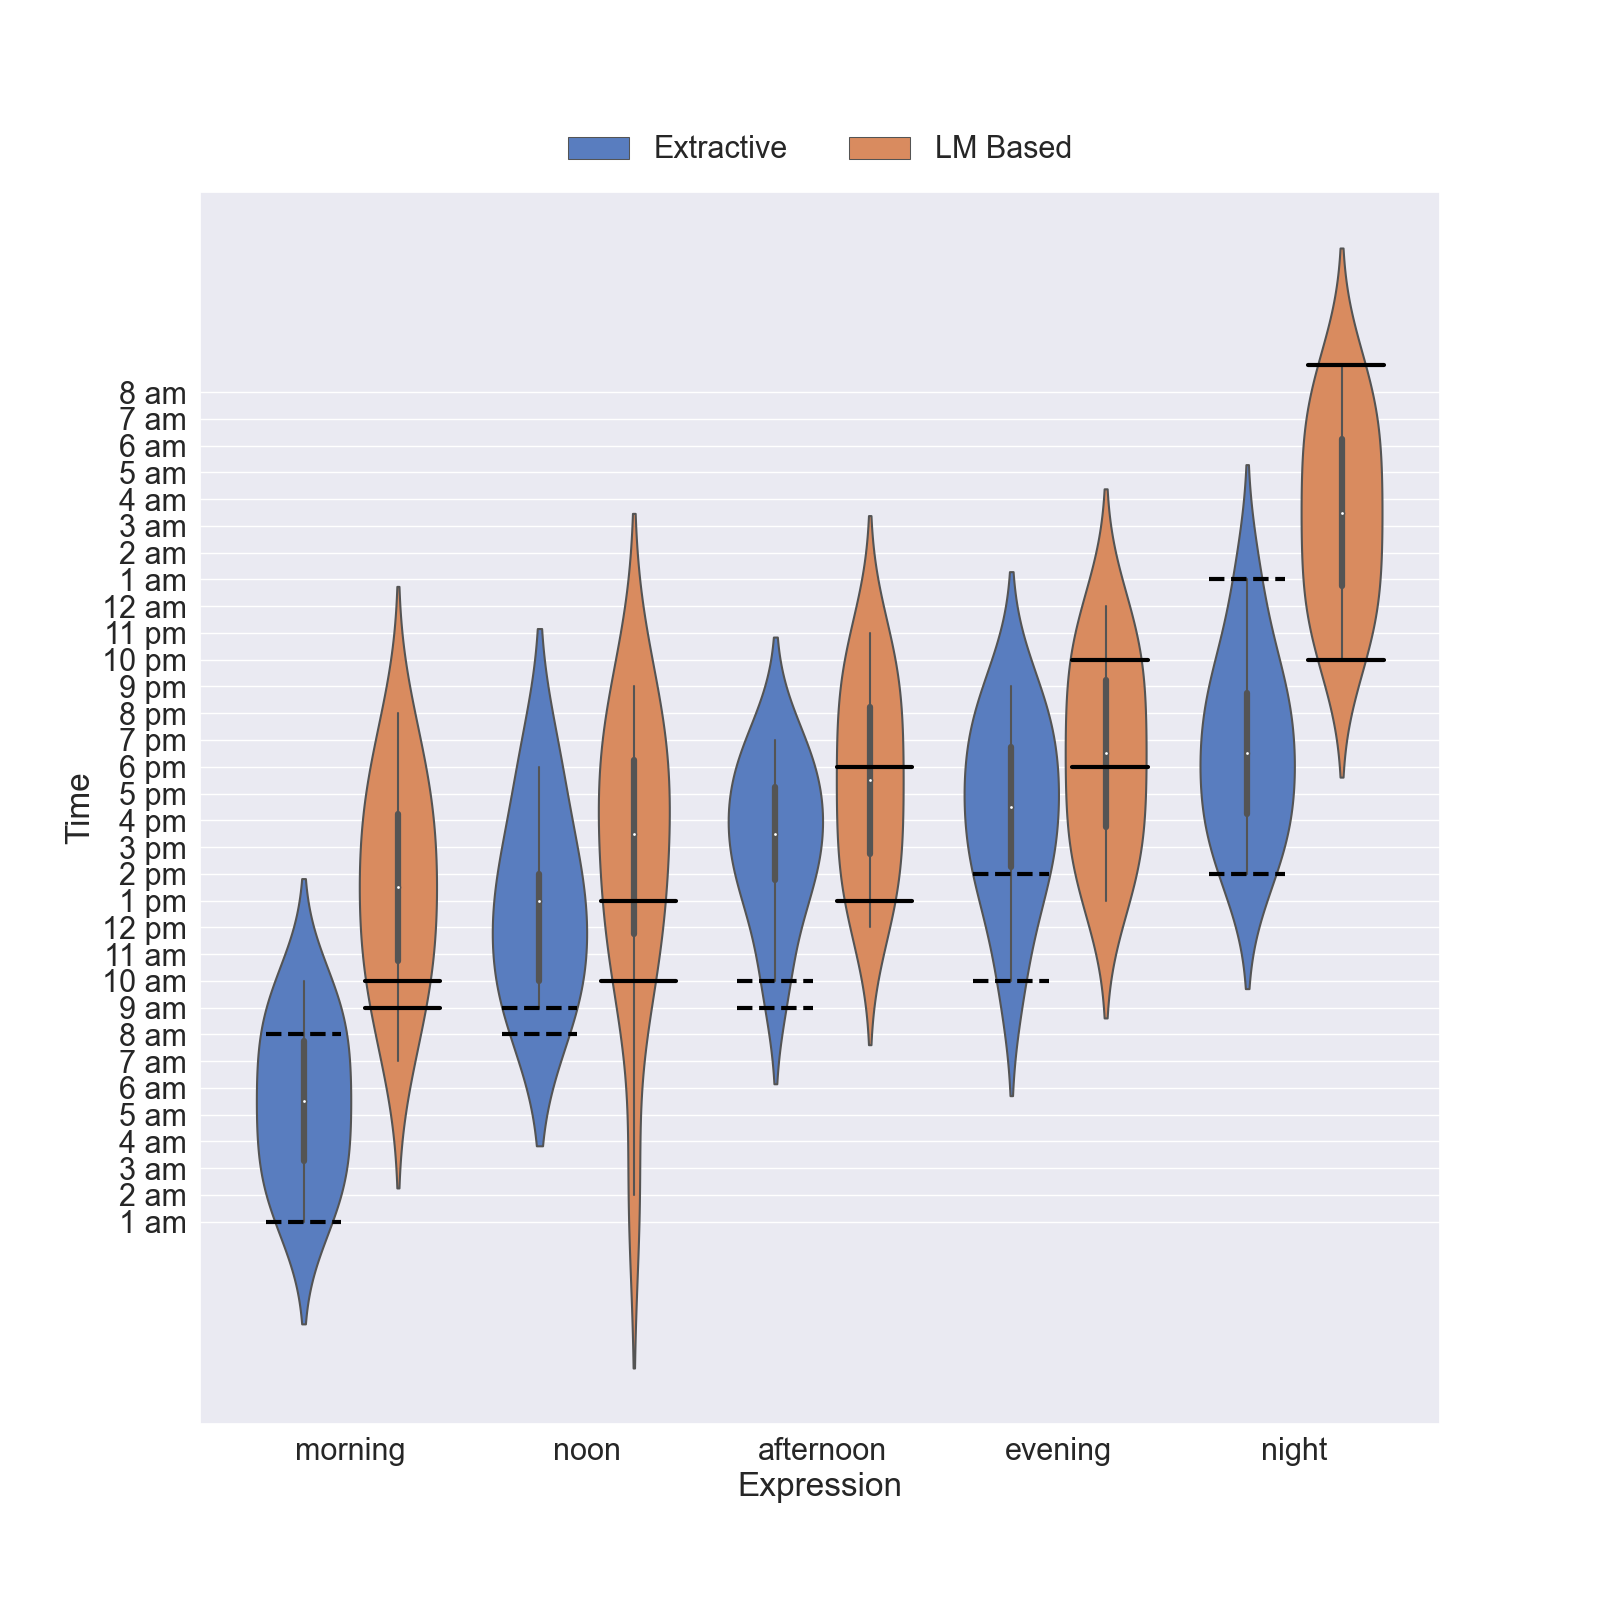 Extractive LM Based
8 am
7 am
6 am
5 am
4 am
3 am
2 am
1 am
12 am
11 pm
10 pm
9 pm
8 pm
7 pm
6 pm
5 pm
4 pm
3 pm
2 pm
1 pm
12 pm
11 am
10 am
9 am
8 am
7 am
6 am
5 am
4 am
3 am
2 am
1 am
Time
morning noon afternoon evening night
Expression